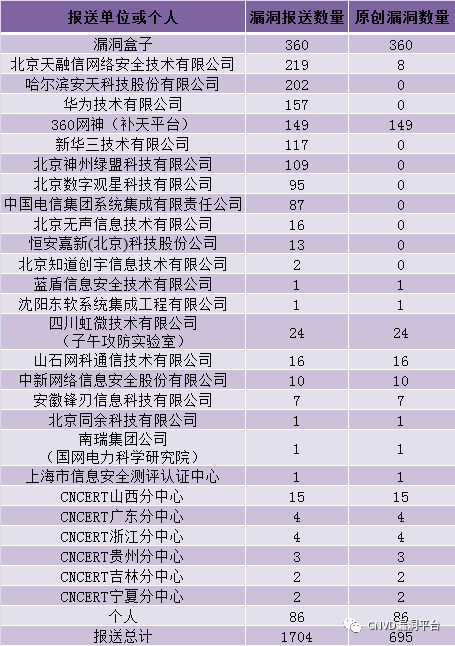 报送单位或个人 漏洞报送数量 原创漏洞数量
漏洞盒子 360 360
北京天融信网络安全技术有限公司 219 8
哈尔滨安天科技股份有限公司 202 0
华为技术有限公司 157 0
360网神（补天平台） 149 149
新华三技术有限公司 117 0
北京神州绿盟科技有限公司 109 0
北京数字观星科技有限公司 95 0
中国电信集团系统集成有限责任公司 87 0
北京无声信息技术有限公司 16 0
恒安嘉新(北京)科技股份公司 13 0
北京知道创宇信息技术有限公司 2 0
蓝盾信息安全技术有限公司 1 1
沈阳东软系统集成工程有限公司 1 1
四川虹微技术有限公司
（子午攻防实验室） 24 24
山石网科通信技术有限公司 16 16
中新网络信息安全股份有限公司 10 10
安徽锋刃信息科技有限公司 7 7
北京同余科技有限公司 1 1
南瑞集团公司
（国网电力科学研究院） 1 1
上海市信息安全测评认证中心 1 1
CNCERT山西分中心 15 15
CNCERT广东分中心 4 4
CNCERT浙江分中心 4 4
CNCERT贵州分中心 3 3
CNCERT吉林分中心 2 2
CNCERT宁夏分中心 2 2
个人 86 86
报送总计 1704 695
CNVD漏洞平台